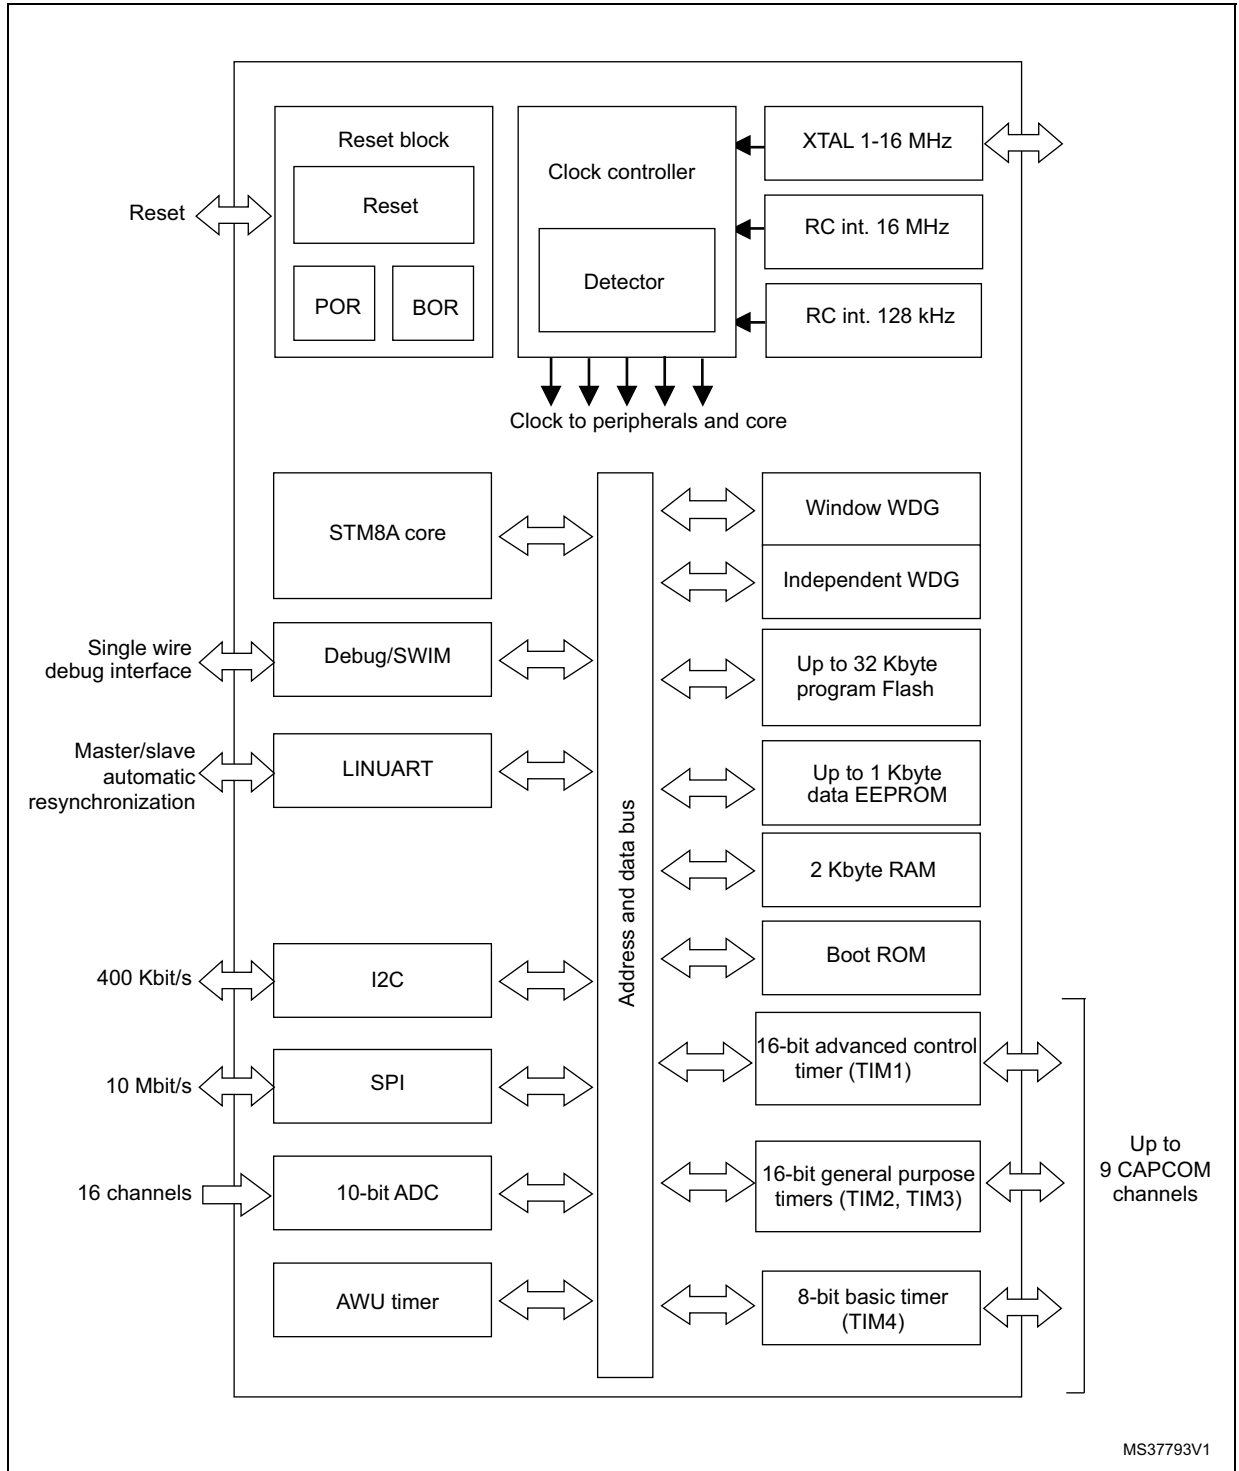 Reset block
Reset
POR
BOR
Reset
Clock controller
Detector
XTAL 1-16 MHz
RC int. 16 MHz
RC int. 128 kHz
Clock to peripherals and core
STM8A core
Single wire
debug interface
Debug/SWIM
Master/slave
automatic
resynchronization
LINUART
400 Kbit/s
I2C
10 Mbit/s
SPI
16 channels
10-bit ADC
AWU timer
Address and data bus
Window WDG
Independent WDG
Up to 32 Kbyte
program Flash
Up to 1 Kbyte
data EEPROM
2 Kbyte RAM
Boot ROM
16-bit advanced control
timer (TIM1)
16-bit general purpose
timers (TIM2, TIM3)
8-bit basic timer
(TIM4)
Up to
9 CAPCOM
channels
MS37793V1